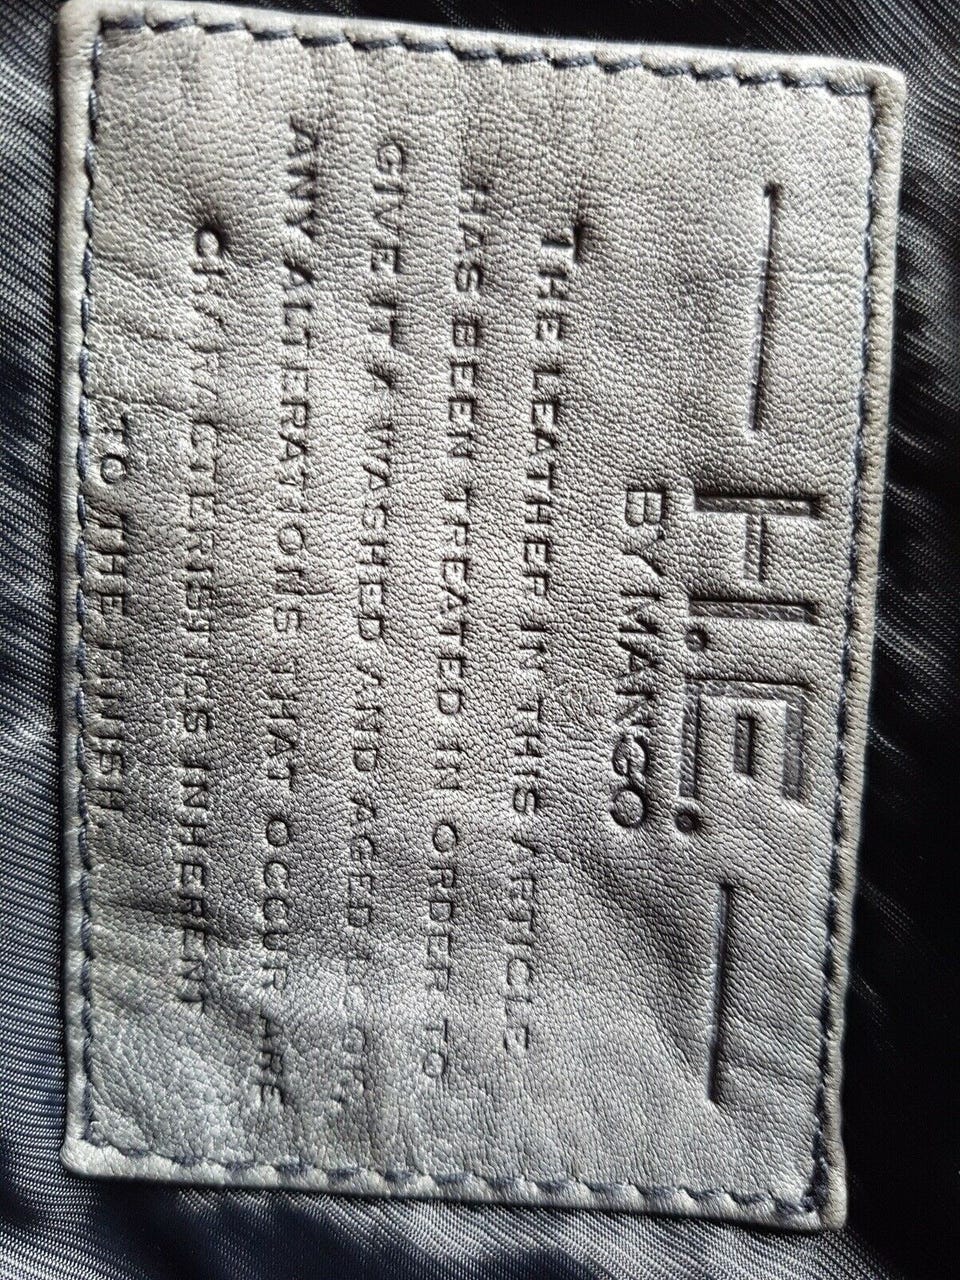 H.E.
BY MANGO
THE LEATHER IN THIS ARTICLE
HAS BEEN TREATED IN ORDER TO
GIVE IT A WASHED AND AGED LOOK.
ANY ALTERATIONS THAT OCCUR ARE
CHARACTERISTICS INHERENT
TO THE FINISH.